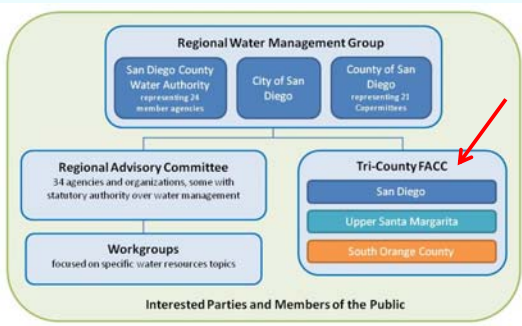 Regional Water Management Group
San Diego County
Water Authority
representing 24
member agencies
City of San
Diego
County of San
Diego
representing 21
Copermittees
Regional Advisory Committee
34 agencies and organizations, some with
statutory authority over water management
Tri-County FACC
San Diego
Upper Santa Margarita
South Orange County
Workgroups
focused on specific water resources topics
Interested Parties and Members of the Public